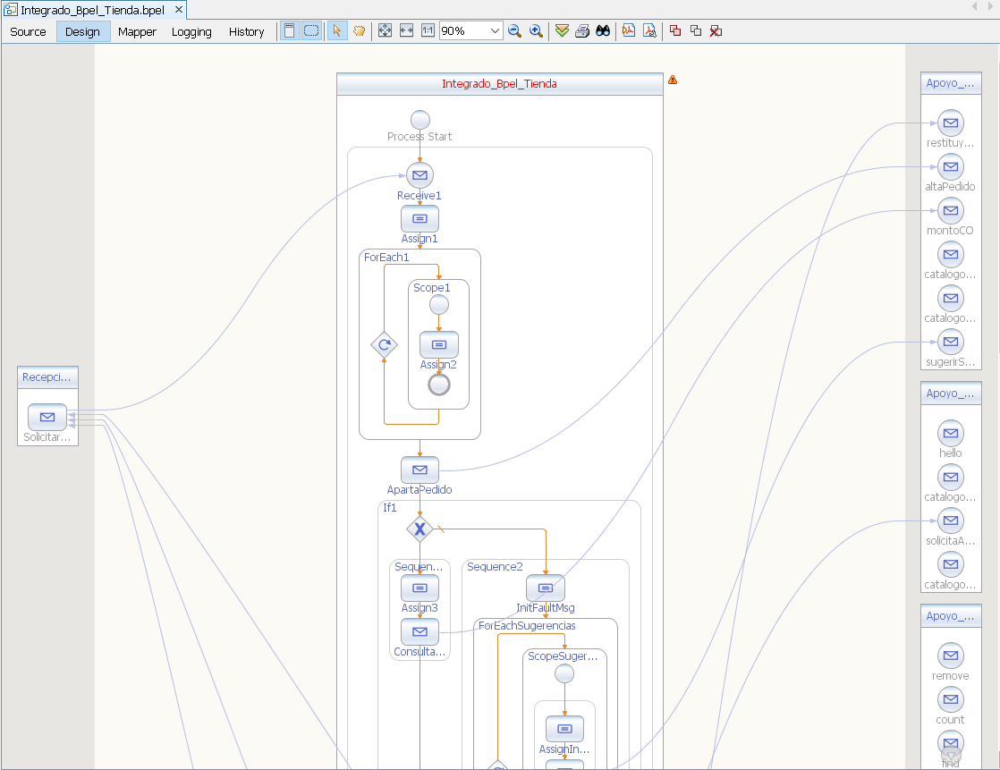 Integrado_Bpel_Tienda.bpel
Source Design Mapper Logging History 90%
Integrado_Bpel_Tienda
Process Start
Receive1
Assign1
ForEach1
Scope1
Assign2
ApartaPedido
If1
Sequen...
Assign3
Consulta...
Sequence2
InitFaultMsg
ForEachSugerencias
ScopeSuger...
AssignIn...
Recepci...
Solicitar...
Apoyo_...
restituy...
altaPedido
montoCO
catalogo...
catalogo...
sugerirS...
Apoyo_...
hello
catalogo...
solicitaA...
catalogo...
Apoyo_...
remove
count
find